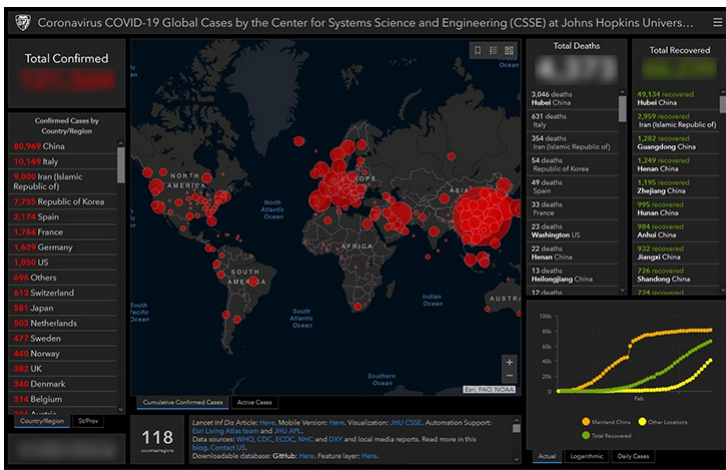 Coronavirus COVID-19 Global Cases by the Center for Systems Science and Engineering (CSSE) at Johns Hopkins Univers...
Total Confirmed
Confirmed Cases by
Country/Region
80,969 China
10,149 Italy
9,000 Iran (Islamic
Republic of)
7,755 Republic of Korea
2,174 Spain
1,784 France
1,629 Germany
1,050 US
696 Others
613 Switzerland
581 Japan
503 Netherlands
477 Sweden
440 Norway
382 UK
340 Denmark
314 Belgium
Country/Region
St/Prov
Ocean
NORTH
AMERICA
EUROPE
ASIA
North
Atlantic
Ocean
AFRICA
SOUTH
AMERICA
Indian
Ocean
AUSTRA
South
Pacific
Ocean
South
Atlantic
Ocean
Southern
Ocean
+
−
Esri, FAO, NOAA
Cumulative Confirmed Cases
Active Cases
118
countries/regions
Lancet Inf Dis Article: Here. Mobile Version: Here. Visualization: JHU CSSE. Automation Support:
Esri Living Atlas team and JHU APL.
Data sources: WHO, CDC, ECDC, NHC and DXY and local media reports. Read more in this
blog. Contact US.
Downloadable database: GitHub: Here. Feature layer: Here.
Total Deaths
4,373
3,046 deaths
Hubei China
631 deaths
Italy
354 deaths
Iran (Islamic Republic of)
54 deaths
Republic of Korea
49 deaths
Spain
33 deaths
France
23 deaths
Washington US
22 deaths
Henan China
13 deaths
Heilongjiang China
12 deaths
Total Recovered
49,134 recovered
Hubei China
2,959 recovered
Iran (Islamic Republic of)
1,282 recovered
Guangdong China
1,249 recovered
Henan China
1,195 recovered
Zhejiang China
995 recovered
Hunan China
984 recovered
Anhui China
932 recovered
Jiangxi China
726 recovered
Shandong China
724 recovered
100k
80k
60k
40k
20k
0
Feb
Mainland China
Other Locations
Total Recovered
Actual
Logarithmic
Daily Cases